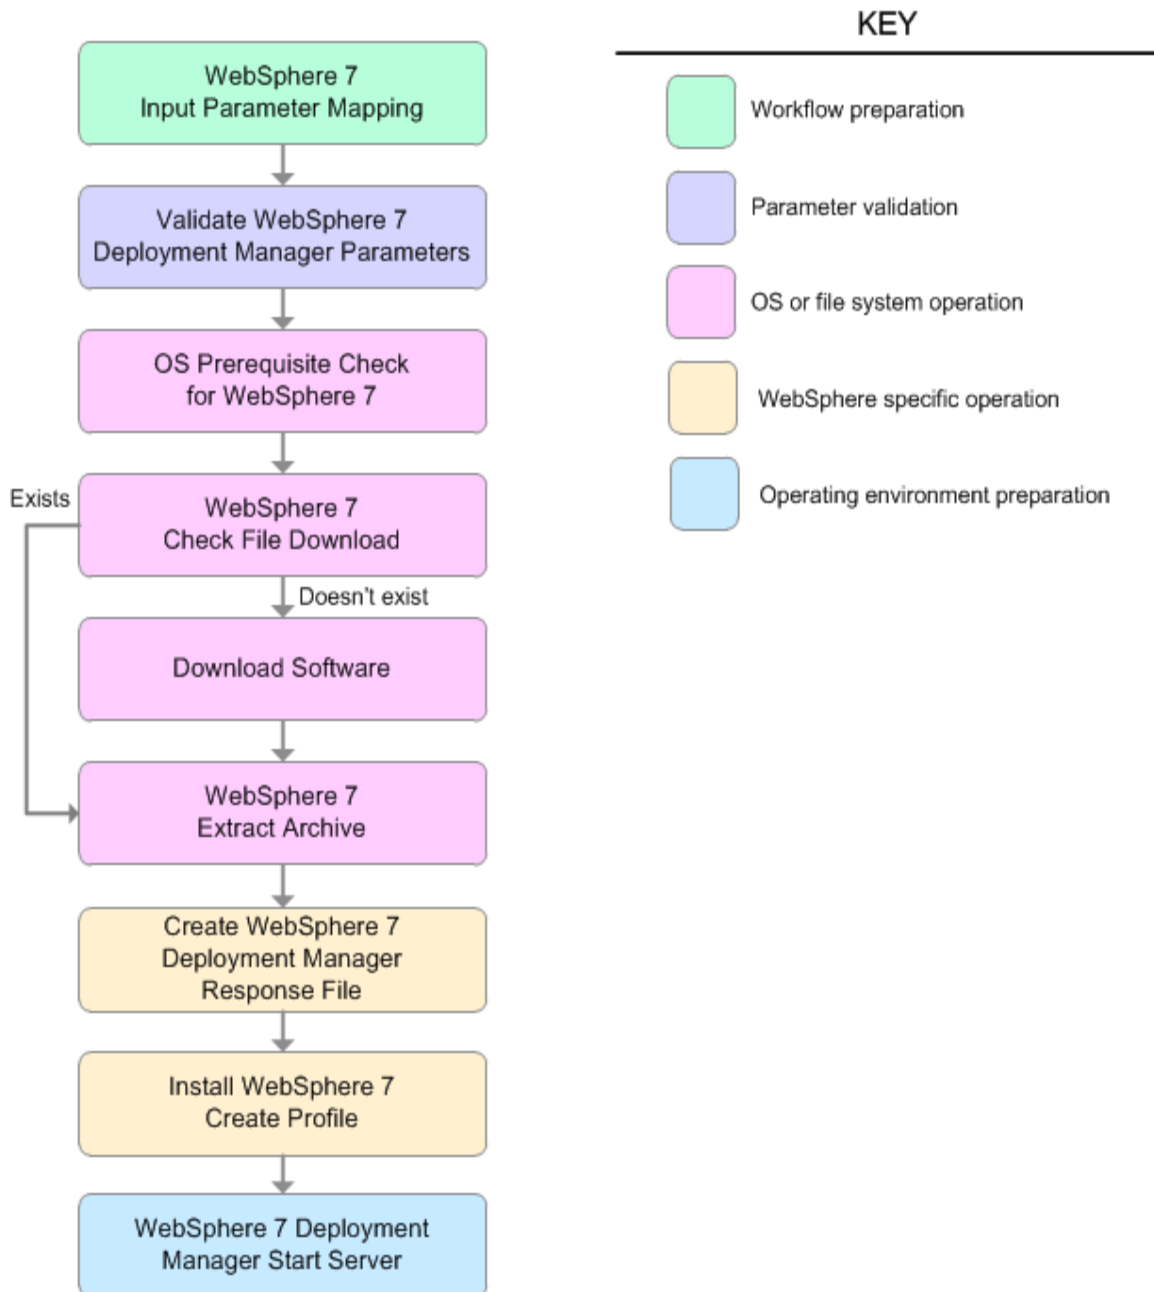 WebSphere 7
Input Parameter Mapping
Validate WebSphere 7
Deployment Manager Parameters
OS Prerequisite Check
for WebSphere 7
Exists
WebSphere 7
Check File Download
Doesn't exist
Download Software
WebSphere 7
Extract Archive
Create WebSphere 7
Deployment Manager
Response File
Install WebSphere 7
Create Profile
WebSphere 7 Deployment
Manager Start Server
KEY
Workflow preparation
Parameter validation
OS or file system operation
WebSphere specific operation
Operating environment preparation